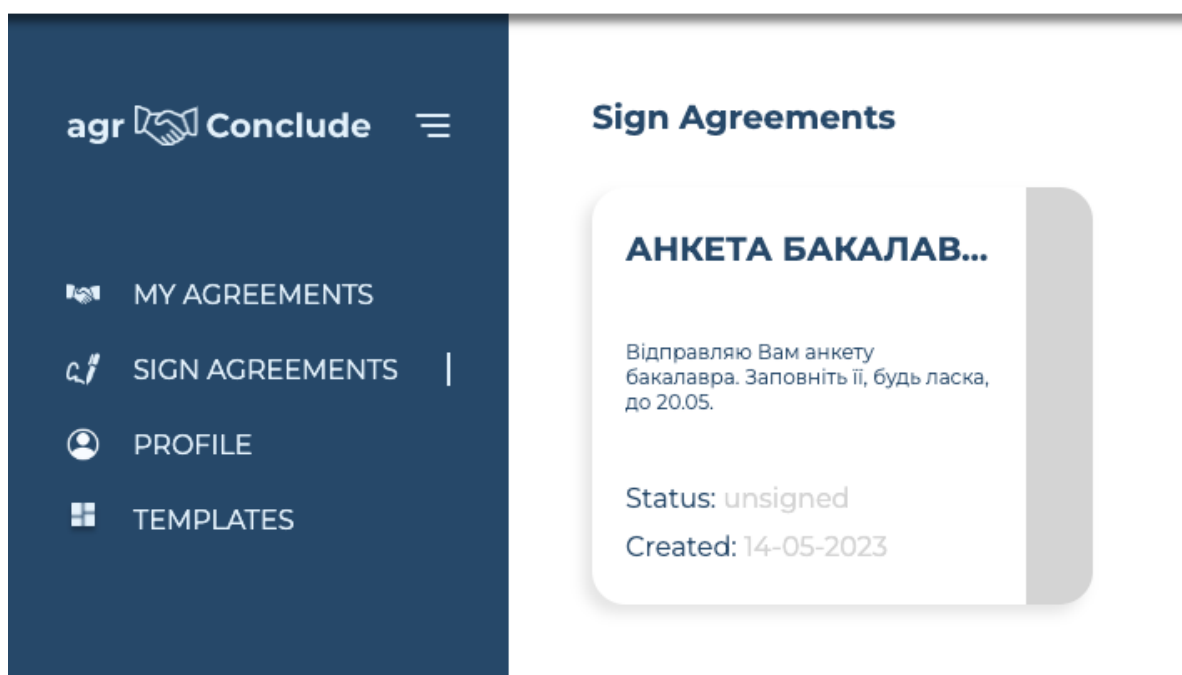 agr Conclude
MY AGREEMENTS
SIGN AGREEMENTS
PROFILE
TEMPLATES
Sign Agreements
АНКЕТА БАКАЛАВ...
Відправляю Вам анкету
бакалавра. Заповніть її, будь ласка,
до 20.05.
Status: unsigned
Created: 14-05-2023